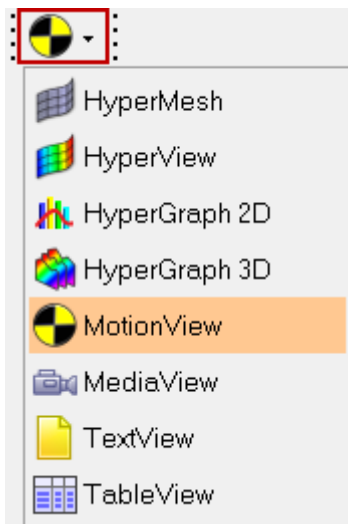 HyperMesh
HyperView
HyperGraph 2D
HyperGraph 3D
MotionView
MediaView
TextView
TableView